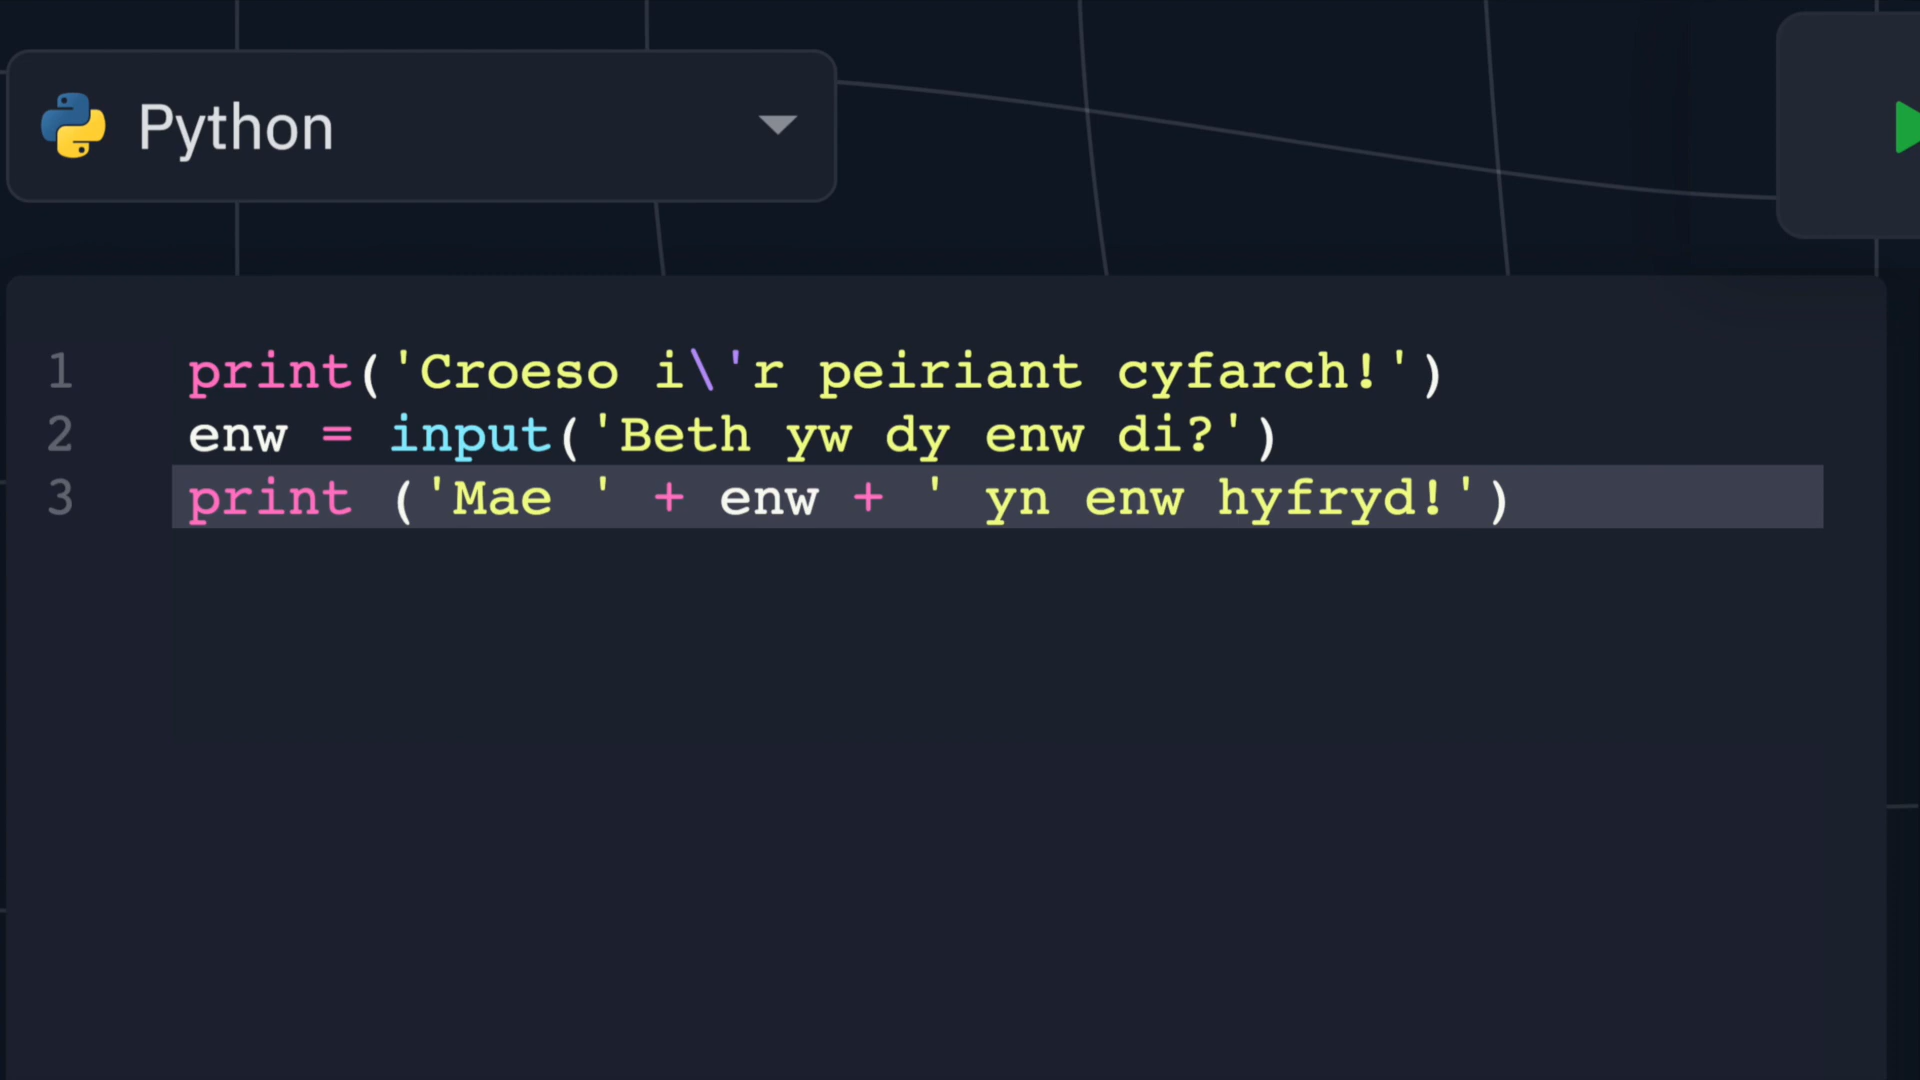 Python
1 print('Croeso i\'r peiriant cyfarch!')
2 enw = input('Beth yw dy enw di?')
3 print ('Mae ' + enw + ' yn enw hyfryd!')